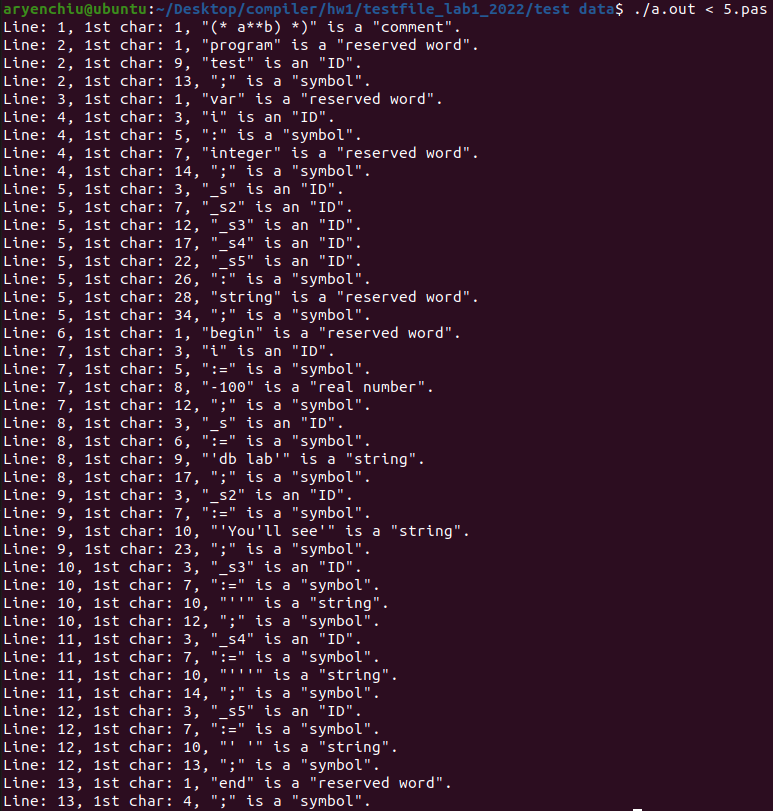 aryenchiu@ubuntu:~/Desktop/compiler/hw1/testfile_lab1_2022/test data$ ./a.out < 5.pas
Line: 1, 1st char: 1, "(* a**b) *)" is a "comment".
Line: 2, 1st char: 1, "program" is a "reserved word".
Line: 2, 1st char: 9, "test" is an "ID".
Line: 2, 1st char: 13, ";" is a "symbol".
Line: 3, 1st char: 1, "var" is a "reserved word".
Line: 4, 1st char: 3, "i" is an "ID".
Line: 4, 1st char: 5, ":" is a "symbol".
Line: 4, 1st char: 7, "integer" is a "reserved word".
Line: 4, 1st char: 14, ";" is a "symbol".
Line: 5, 1st char: 3, "_s" is an "ID".
Line: 5, 1st char: 7, "_s2" is an "ID".
Line: 5, 1st char: 12, "_s3" is an "ID".
Line: 5, 1st char: 17, "_s4" is an "ID".
Line: 5, 1st char: 22, "_s5" is an "ID".
Line: 5, 1st char: 26, ":" is a "symbol".
Line: 5, 1st char: 28, "string" is a "reserved word".
Line: 5, 1st char: 34, ";" is a "symbol".
Line: 6, 1st char: 1, "begin" is a "reserved word".
Line: 7, 1st char: 3, "i" is an "ID".
Line: 7, 1st char: 5, ":=" is a "symbol".
Line: 7, 1st char: 8, "-100" is a "real number".
Line: 7, 1st char: 12, ";" is a "symbol".
Line: 8, 1st char: 3, "_s" is an "ID".
Line: 8, 1st char: 6, ":=" is a "symbol".
Line: 8, 1st char: 9, "'db lab'" is a "string".
Line: 8, 1st char: 17, ";" is a "symbol".
Line: 9, 1st char: 3, "_s2" is an "ID".
Line: 9, 1st char: 7, ":=" is a "symbol".
Line: 9, 1st char: 10, "'You'll see'" is a "string".
Line: 9, 1st char: 23, ";" is a "symbol".
Line: 10, 1st char: 3, "_s3" is an "ID".
Line: 10, 1st char: 7, ":=" is a "symbol".
Line: 10, 1st char: 10, "''" is a "string".
Line: 10, 1st char: 12, ";" is a "symbol".
Line: 11, 1st char: 3, "_s4" is an "ID".
Line: 11, 1st char: 7, ":=" is a "symbol".
Line: 11, 1st char: 10, "'''" is a "string".
Line: 11, 1st char: 14, ";" is a "symbol".
Line: 12, 1st char: 3, "_s5" is an "ID".
Line: 12, 1st char: 7, ":=" is a "symbol".
Line: 12, 1st char: 10, "' '" is a "string".
Line: 12, 1st char: 13, ";" is a "symbol".
Line: 13, 1st char: 1, "end" is a "reserved word".
Line: 13, 1st char: 4, ";" is a "symbol".